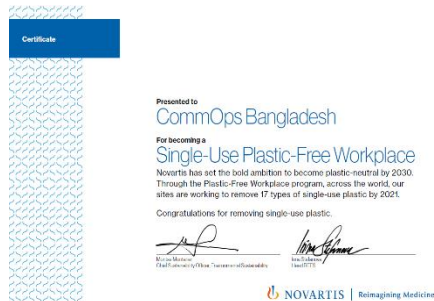 Certificate
Presented to
CommOps Bangladesh
For becoming a
Single-Use Plastic-Free Workplace
Novartis has set the bold ambition to become plastic-neutral by 2030.
Through the Plastic-Free Workplace program, across the world, our
sites are working to remove 17 types of single-use plastic by 2021.
Congratulations for removing single-use plastic.
NOVARTIS | Reimagining Medicine